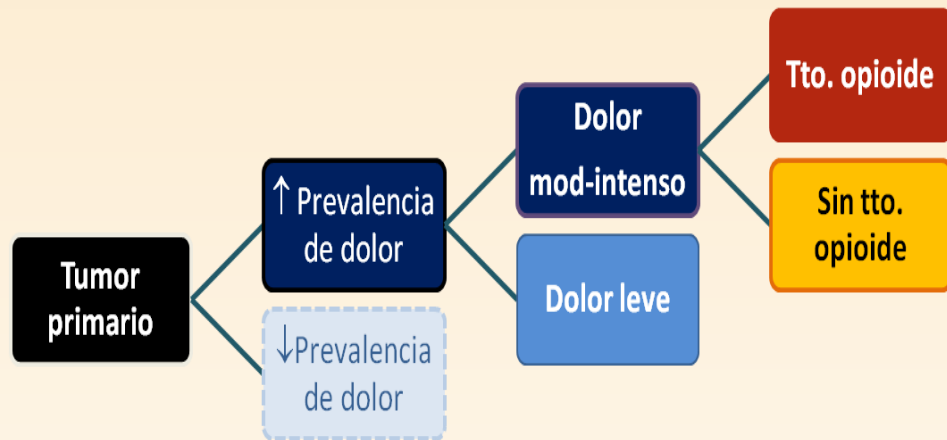 Tumor
primario
↑ Prevalencia
de dolor
↓Prevalencia
de dolor
Dolor
mod-intenso
Dolor leve
Tto. opioide
Sin tto.
opioide